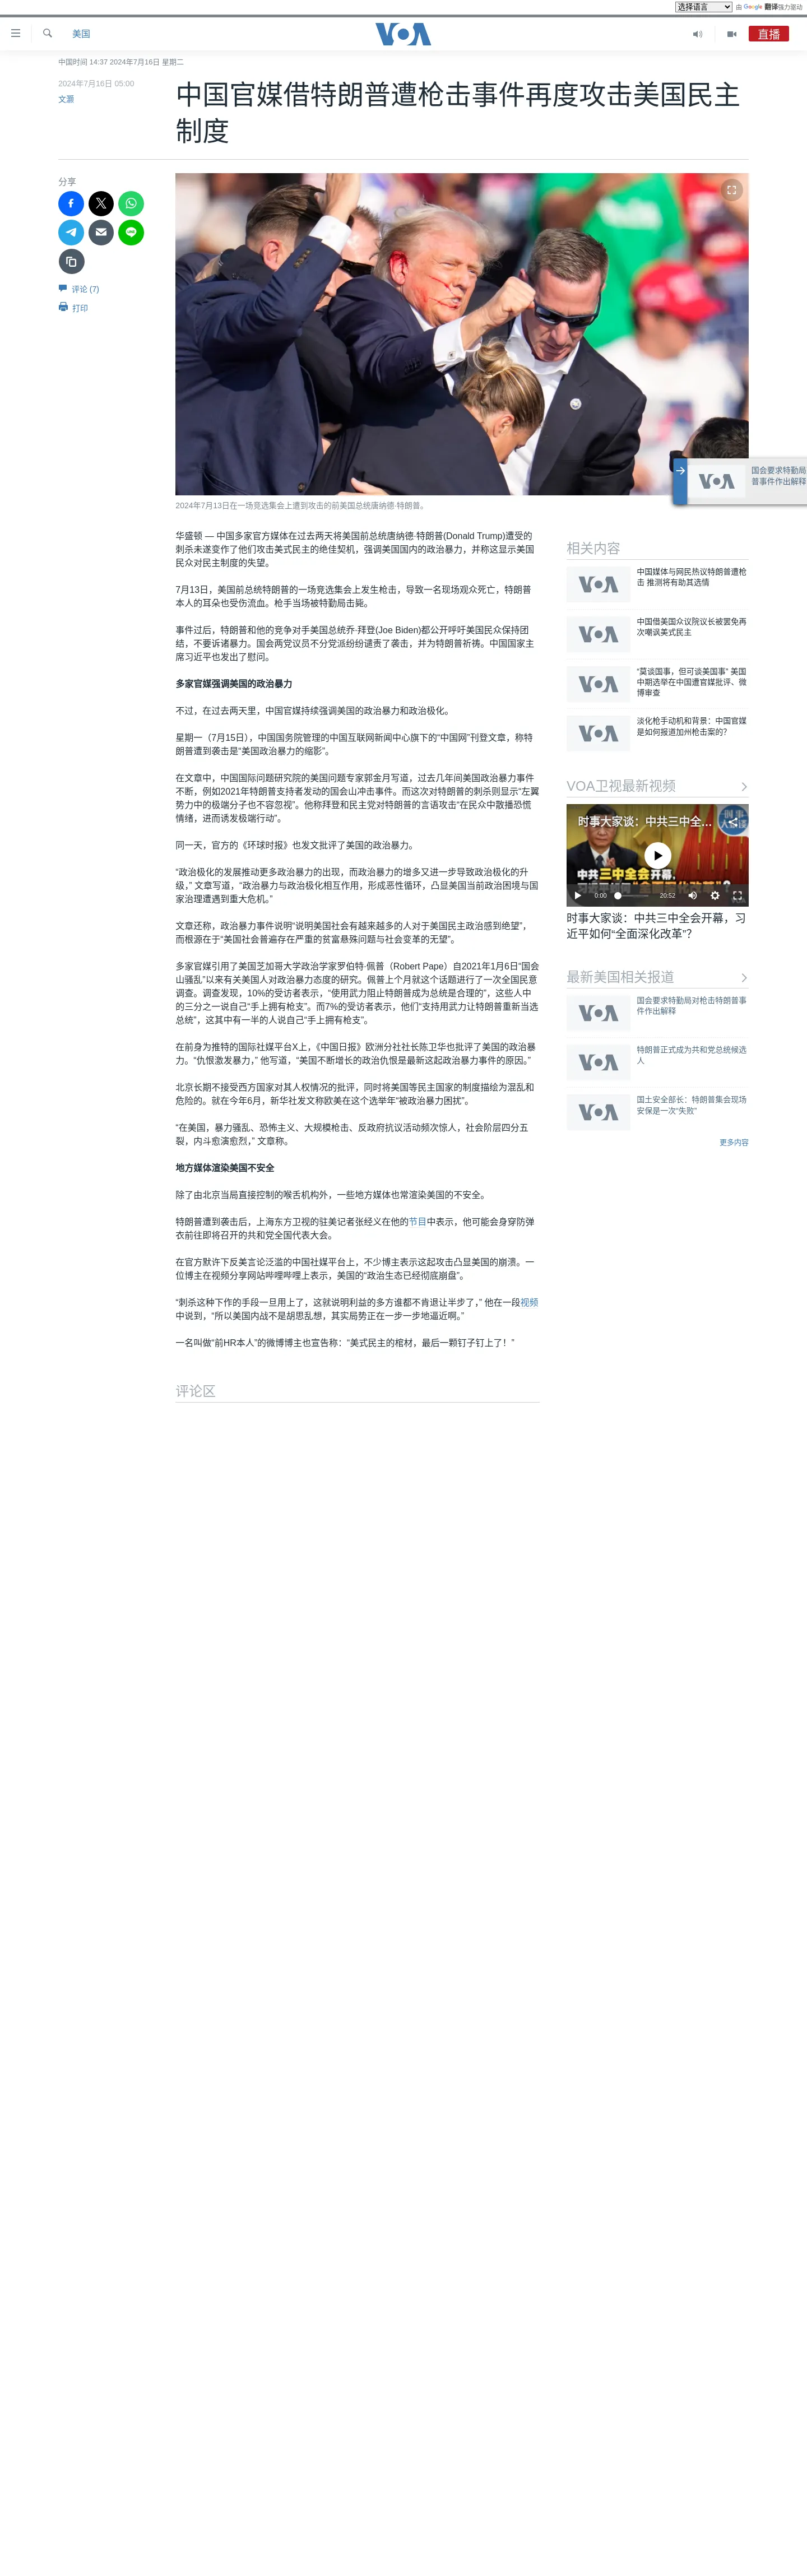 选择语言 由 Google 翻译强力驱动
美国
VOA
直播
中国时间 14:37 2024年7月16日 星期二
2024年7月16日 05:00
文灏
中国官媒借特朗普遭枪击事件再度攻击美国民主
制度
分享
评论 (7)
打印
2024年7月13日在一场竞选集会上遭到攻击的前美国总统唐纳德·特朗普。
VOA
国会要求特勤局
普事件作出解释
华盛顿 — 中国多家官方媒体在过去两天将美国前总统唐纳德·特朗普(Donald Trump)遭受的
刺杀未遂变作了他们攻击美式民主的绝佳契机，强调美国国内的政治暴力，并称这显示美国
民众对民主制度的失望。
7月13日，美国前总统特朗普的一场竞选集会上发生枪击，导致一名现场观众死亡，特朗普
本人的耳朵也受伤流血。枪手当场被特勤局击毙。
事件过后，特朗普和他的竞争对手美国总统乔·拜登(Joe Biden)都公开呼吁美国民众保持团
结，不要诉诸暴力。国会两党议员不分党派纷纷谴责了袭击，并为特朗普祈祷。中国国家主
席习近平也发出了慰问。
多家官媒强调美国的政治暴力
不过，在过去两天里，中国官媒持续强调美国的政治暴力和政治极化。
星期一（7月15日），中国国务院管理的中国互联网新闻中心旗下的“中国网”刊登文章，称特
朗普遭到袭击是“美国政治暴力的缩影”。
在文章中，中国国际问题研究院的美国问题专家郭金月写道，过去几年间美国政治暴力事件
不断，例如2021年特朗普支持者发动的国会山冲击事件。而这次对特朗普的刺杀则显示“左翼
势力中的极端分子也不容忽视”。他称拜登和民主党对特朗普的言语攻击“在民众中散播恐慌
情绪，进而诱发极端行动”。
同一天，官方的《环球时报》也发文批评了美国的政治暴力。
“政治极化的发展推动更多政治暴力的出现，而政治暴力的增多又进一步导致政治极化的升
级，” 文章写道，“政治暴力与政治极化相互作用，形成恶性循环，凸显美国当前政治困境与国
家治理遭遇到重大危机。”
文章还称，政治暴力事件说明“说明美国社会有越来越多的人对于美国民主政治感到绝望”，
而根源在于“美国社会普遍存在严重的贫富悬殊问题与社会变革的无望”。
多家官媒引用了美国芝加哥大学政治学家罗伯特·佩普（Robert Pape）自2021年1月6日“国会
山骚乱”以来有关美国人对政治暴力态度的研究。佩普上个月就这个话题进行了一次全国民意
调查。调查发现，10%的受访者表示，“使用武力阻止特朗普成为总统是合理的”，这些人中
的三分之一说自己“手上拥有枪支”。而7%的受访者表示，他们“支持用武力让特朗普重新当选
总统”，这其中有一半的人说自己“手上拥有枪支”。
在前身为推特的国际社媒平台X上，《中国日报》欧洲分社社长陈卫华也批评了美国的政治暴
力。“仇恨激发暴力，” 他写道，“美国不断增长的政治仇恨是最新这起政治暴力事件的原因。”
北京长期不接受西方国家对其人权情况的批评，同时将美国等民主国家的制度描绘为混乱和
危险的。就在今年6月，新华社发文称欧美在这个选举年“被政治暴力困扰”。
“在美国，暴力骚乱、恐怖主义、大规模枪击、反政府抗议活动频次惊人，社会阶层四分五
裂，内斗愈演愈烈，” 文章称。
地方媒体渲染美国不安全
除了由北京当局直接控制的喉舌机构外，一些地方媒体也常渲染美国的不安全。
特朗普遭到袭击后，上海东方卫视的驻美记者张经义在他的节目中表示，他可能会身穿防弹
衣前往即将召开的共和党全国代表大会。
在官方默许下反美言论泛滥的中国社媒平台上，不少博主表示这起攻击凸显美国的崩溃。一
位博主在视频分享网站哔哩哔哩上表示，美国的“政治生态已经彻底崩盘”。
“刺杀这种下作的手段一旦用上了，这就说明利益的多方谁都不肯退让半步了，” 他在一段视频
中说到，“所以美国内战不是胡思乱想，其实局势正在一步一步地逼近啊。”
一名叫做“前HR本人”的微博博主也宣告称：“美式民主的棺材，最后一颗钉子钉上了！”
评论区
相关内容
VOA
中国媒体与网民热议特朗普遭枪
击 推测将有助其选情
VOA
中国借美国众议院议长被罢免再
次嘲讽美式民主
VOA
“莫谈国事，但可谈美国事” 美国
中期选举在中国遭官媒批评、微
博审查
VOA
淡化枪手动机和背景：中国官媒
是如何报道加州枪击案的？
VOA卫视最新视频
时事大家谈：中共三中全…
中共三中全会开幕，
0:00 20:52
时事大家谈：中共三中全会开幕，习
近平如何“全面深化改革”？
最新美国相关报道
VOA
国会要求特勤局对枪击特朗普事
件作出解释
VOA
特朗普正式成为共和党总统候选
人
VOA
国土安全部长：特朗普集会现场
安保是一次“失败”
更多内容